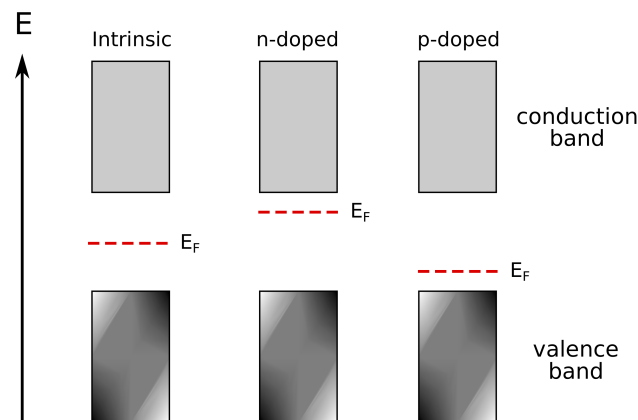 E
Intrinsic
n-doped
p-doped
conduction
band
E_F
E_F
E_F
valence
band